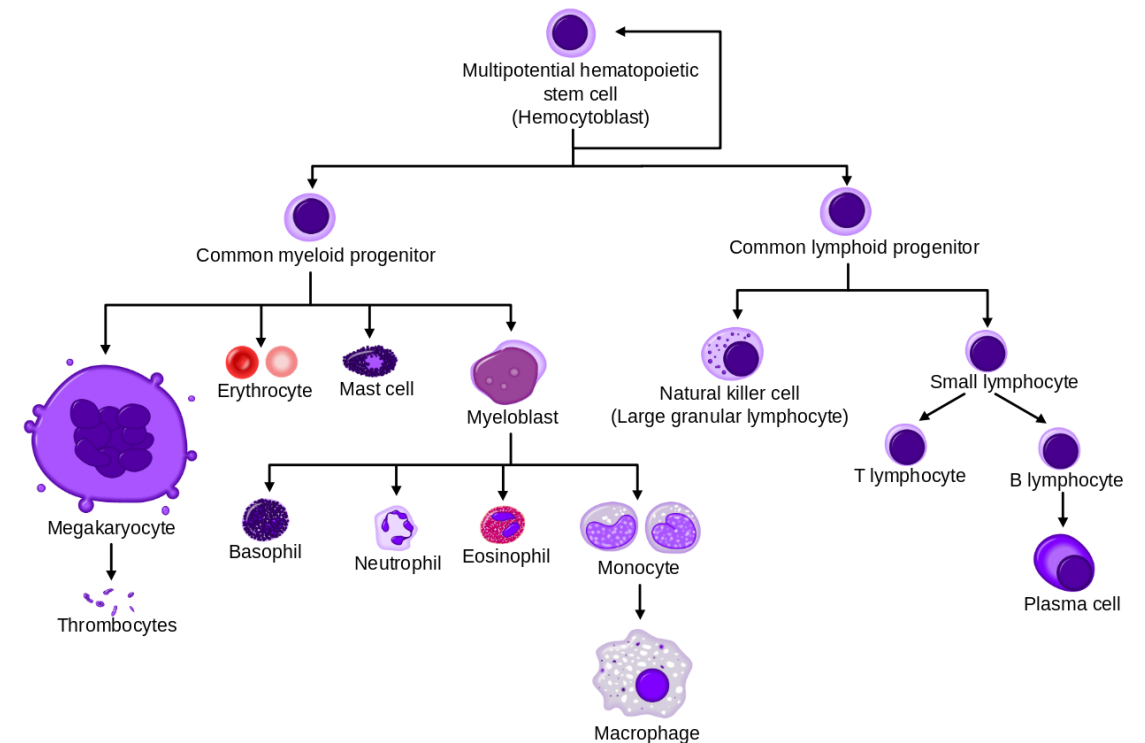 Multipotential hematopoietic
stem cell
(Hemocytoblast)
Common myeloid progenitor
Common lymphoid progenitor
Erythrocyte
Mast cell
Myeloblast
Natural killer cell
(Large granular lymphocyte)
Small lymphocyte
T lymphocyte
B lymphocyte
Megakaryocyte
Basophil
Neutrophil
Eosinophil
Monocyte
Plasma cell
Thrombocytes
Macrophage